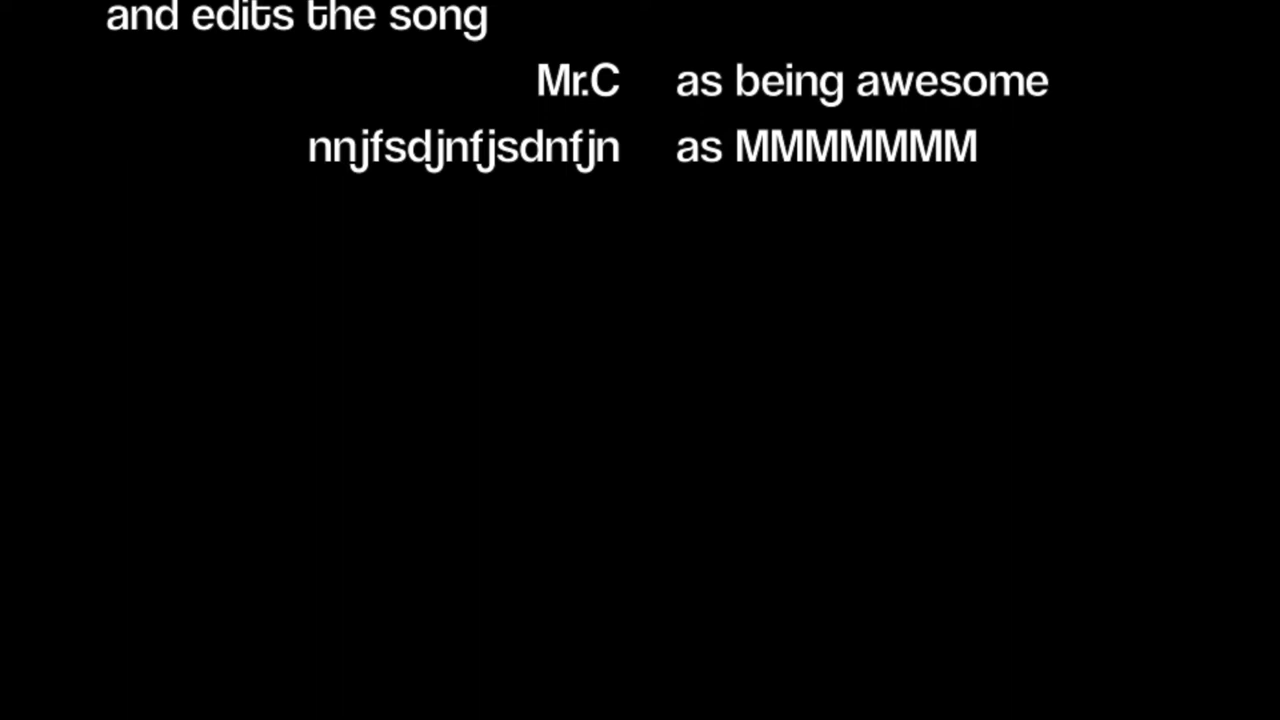 and edits the song
Mr.C as being awesome
nnjfsdjnfjsdnfjn as MMMMMMM